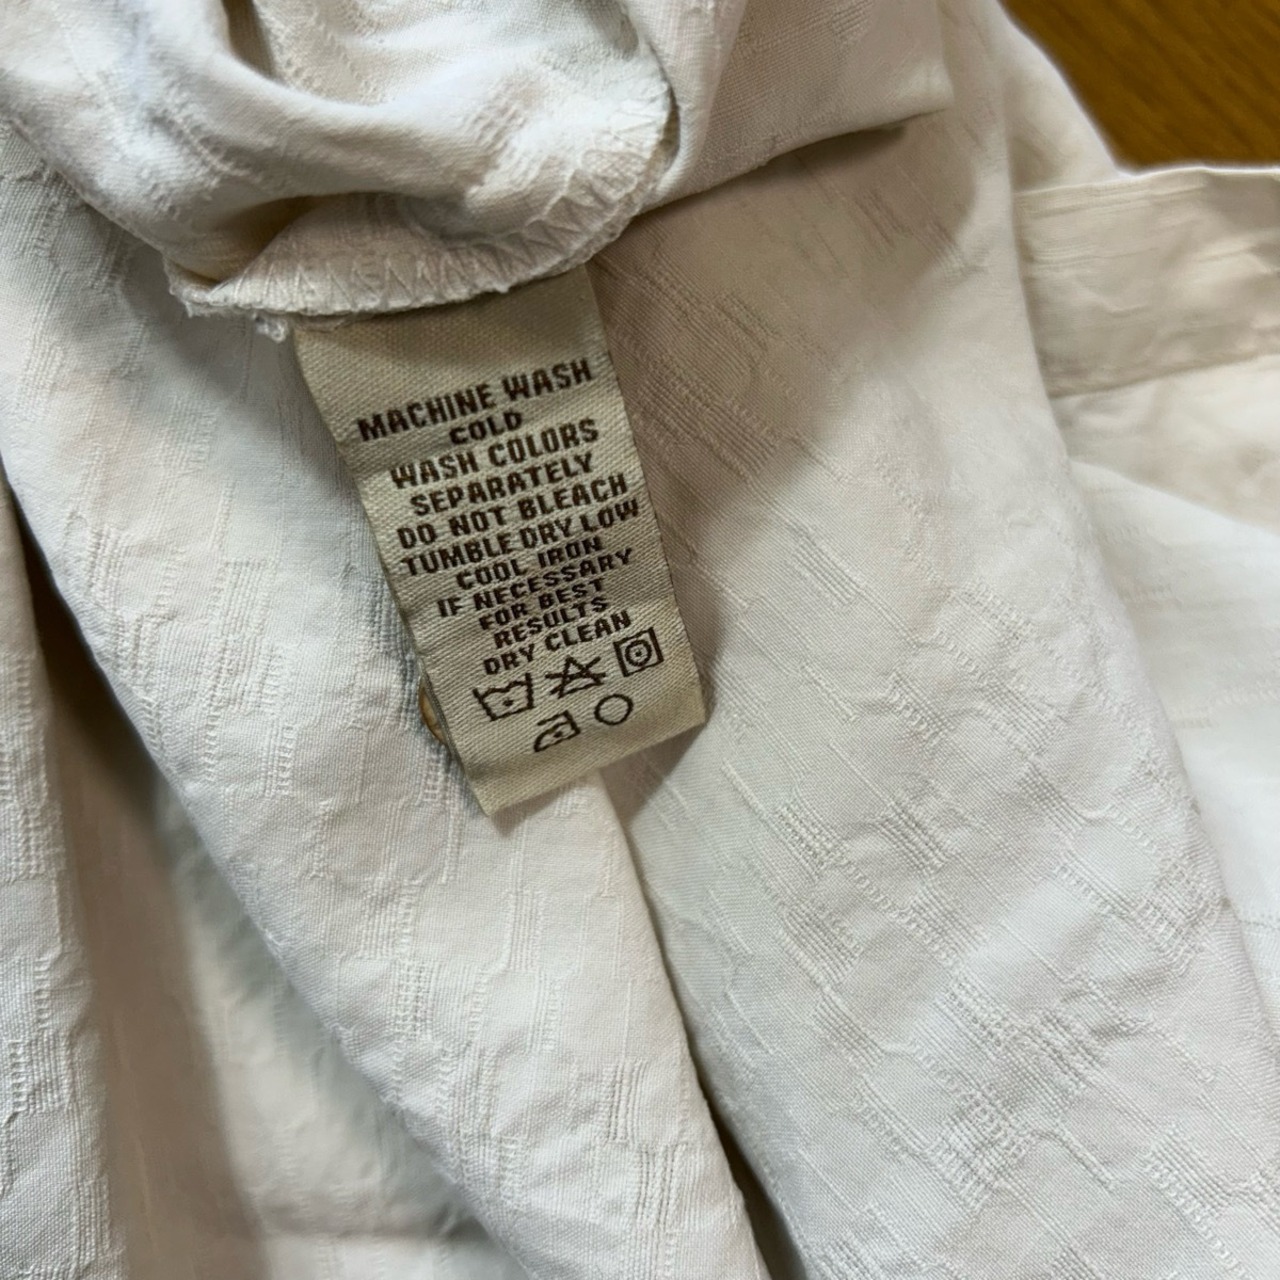 MACHINE WASH
COLD
WASH COLORS
SEPARATELY
DO NOT BLEACH
TUMBLE DRY LOW
COOL IRON
IF NECESSARY
FOR BEST
RESULTS
DRY CLEAN